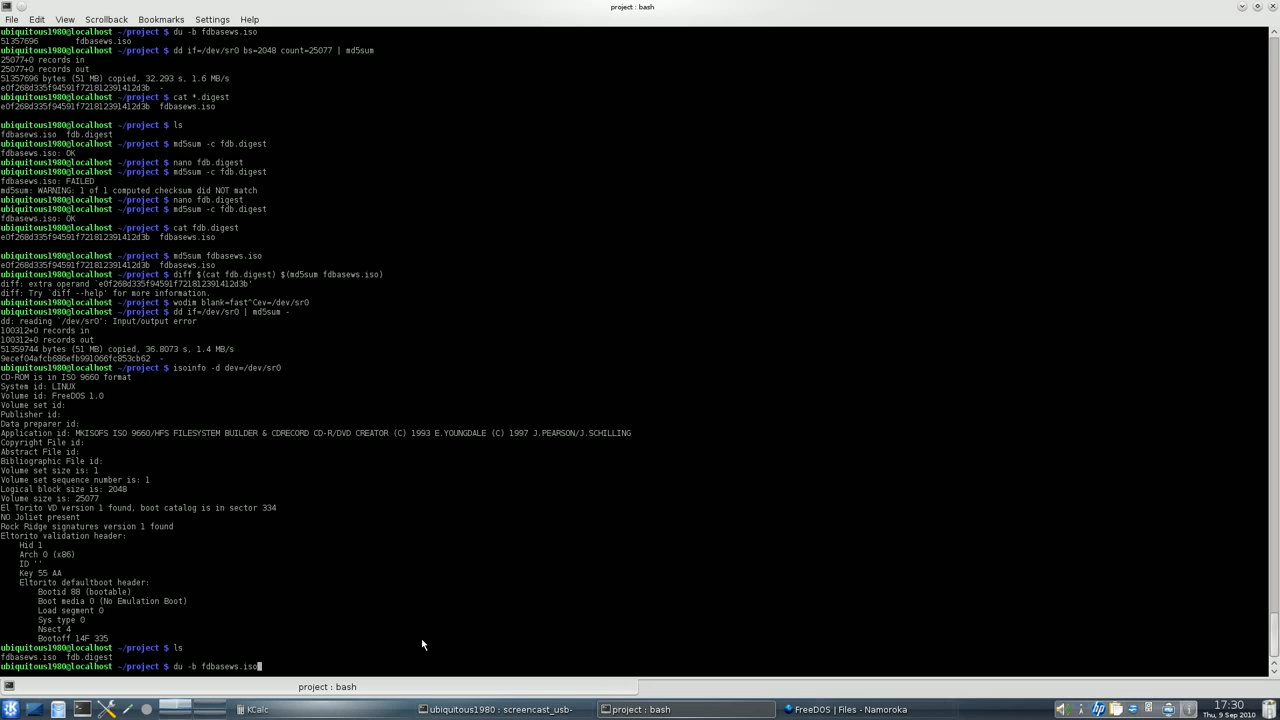 project : bash
File Edit View Scrollback Bookmarks Settings Help
ubiquitous1980@localhost ~/project $ du -b fdbasews.iso
51357696 fdbasews.iso
ubiquitous1980@localhost ~/project $ dd if=/dev/sr0 bs=2048 count=25077 | md5sum
25077+0 records in
25077+0 records out
51357696 bytes (51 MB) copied, 32.293 s, 1.6 MB/s
e0f268d335f94591f721812391412d3b -
ubiquitous1980@localhost ~/project $ cat *.digest
e0f268d335f94591f721812391412d3b fdbasews.iso
ubiquitous1980@localhost ~/project $ ls
fdbasews.iso fdb.digest
ubiquitous1980@localhost ~/project $ md5sum -c fdb.digest
fdbasews.iso: OK
ubiquitous1980@localhost ~/project $ nano fdb.digest
ubiquitous1980@localhost ~/project $ md5sum -c fdb.digest
fdbasews.iso: FAILED
md5sum: WARNING: 1 of 1 computed checksum did NOT match
ubiquitous1980@localhost ~/project $ nano fdb.digest
ubiquitous1980@localhost ~/project $ md5sum -c fdb.digest
fdbasews.iso: OK
ubiquitous1980@localhost ~/project $ cat fdb.digest
e0f268d335f94591f721812391412d3b fdbasews.iso
ubiquitous1980@localhost ~/project $ md5sum fdbasews.iso
e0f268d335f94591f721812391412d3b fdbasews.iso
ubiquitous1980@localhost ~/project $ diff $(cat fdb.digest) $(md5sum fdbasews.iso)
diff: extra operand `e0f268d335f94591f721812391412d3b'
diff: Try `diff --help' for more information.
ubiquitous1980@localhost ~/project $ wodim blank=fast^Cev=/dev/sr0
ubiquitous1980@localhost ~/project $ dd if=/dev/sr0 | md5sum -
dd: reading `/dev/sr0': Input/output error
100312+0 records in
100312+0 records out
51359744 bytes (51 MB) copied, 36.8073 s, 1.4 MB/s
9ecef04afcb686efb991066fc853cb62 -
ubiquitous1980@localhost ~/project $ isoinfo -d dev=/dev/sr0
CD-ROM is in ISO 9660 format
System id: LINUX
Volume id: FreeDOS 1.0
Volume set id:
Publisher id:
Data preparer id:
Application id: MKISOFS ISO 9660/HFS FILESYSTEM BUILDER & CDRECORD CD-R/DVD CREATOR (C) 1993 E.YOUNGDALE (C) 1997 J.PEARSON/J.SCHILLING
Copyright File id:
Abstract File id:
Bibliographic File id:
Volume set size is: 1
Volume set sequence number is: 1
Logical block size is: 2048
Volume size is: 25077
El Torito VD version 1 found, boot catalog is in sector 334
NO Joliet present
Rock Ridge signatures version 1 found
Eltorito validation header:
Hid 1
Arch 0 (x86)
ID ''
Key 55 AA
Eltorito defaultboot header:
Bootid 88 (bootable)
Boot media 0 (No Emulation Boot)
Load segment 0
Sys type 0
Nsect 4
Bootoff 14F 335
ubiquitous1980@localhost ~/project $ ls
fdbasews.iso fdb.digest
ubiquitous1980@localhost ~/project $ du -b fdbasews.iso
project : bash
KCalc
ubiquitous1980 : screencast_usb-
project : bash
FreeDOS | Files - Namoroka
17:30
Thu, 9 Sep 2010